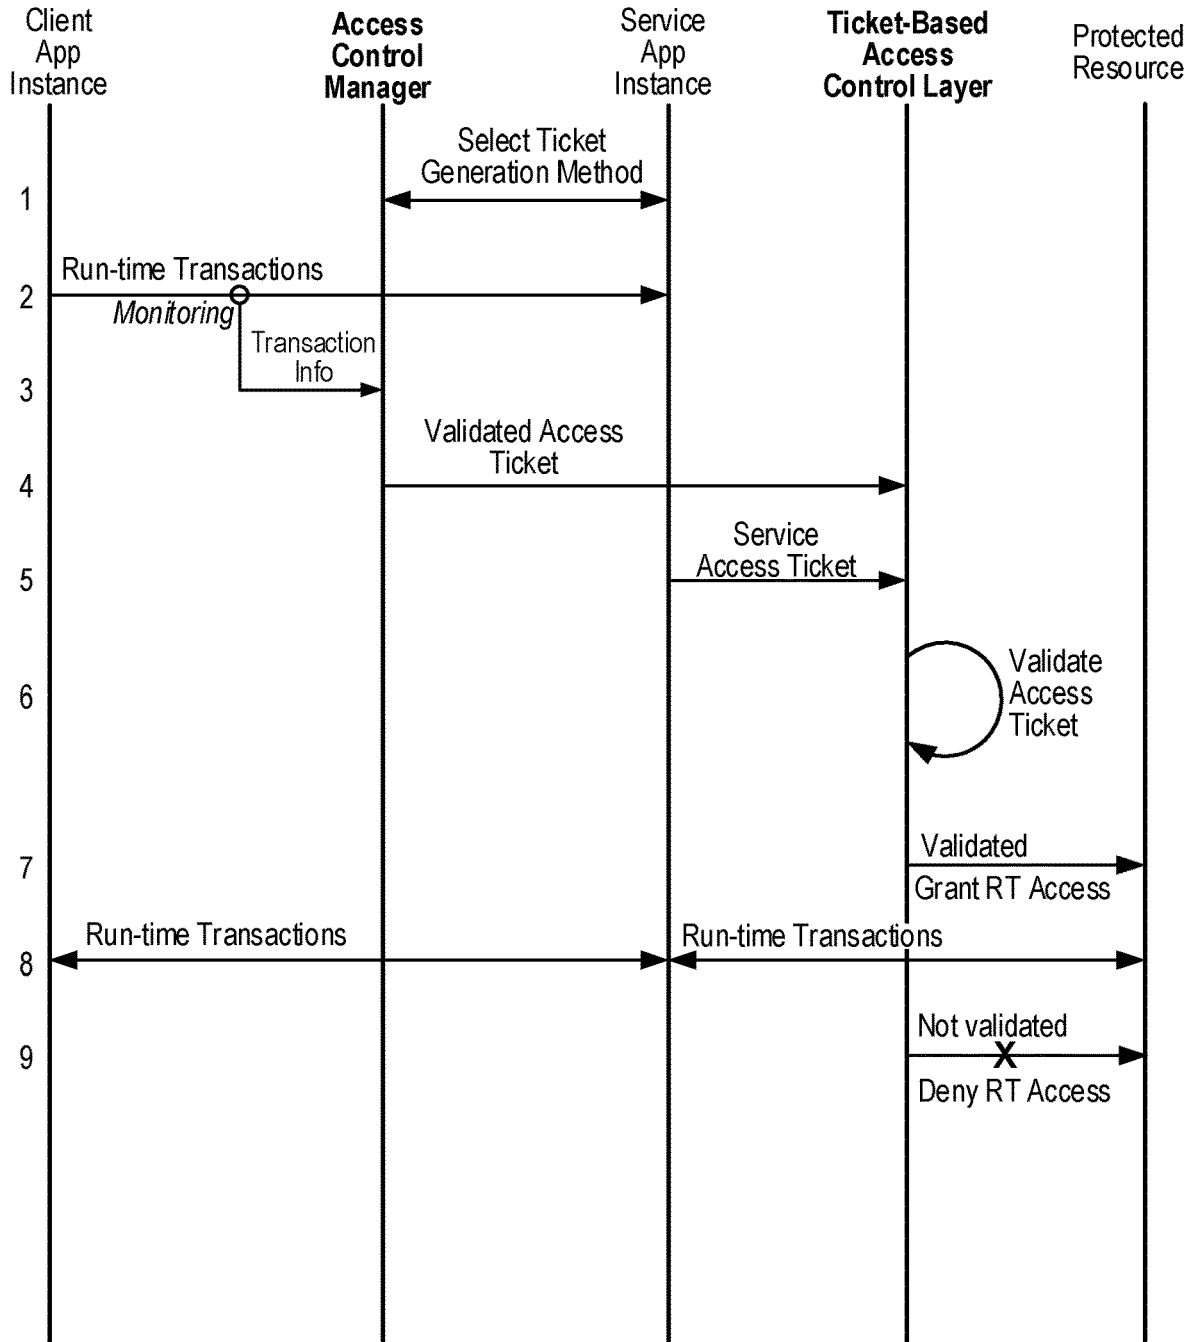 Client
App
Instance
Access
Control
Manager
Service
App
Instance
Ticket-Based
Access
Control Layer
Protected
Resource
Select Ticket
Generation Method
1
Run-time Transactions
2
Monitoring
Transaction
Info
3
Validated Access
Ticket
4
Service
Access Ticket
5
Validate
Access
Ticket
6
Validated
7
Grant RT Access
Run-time Transactions
Run-time Transactions
8
Not validated
9
X
Deny RT Access